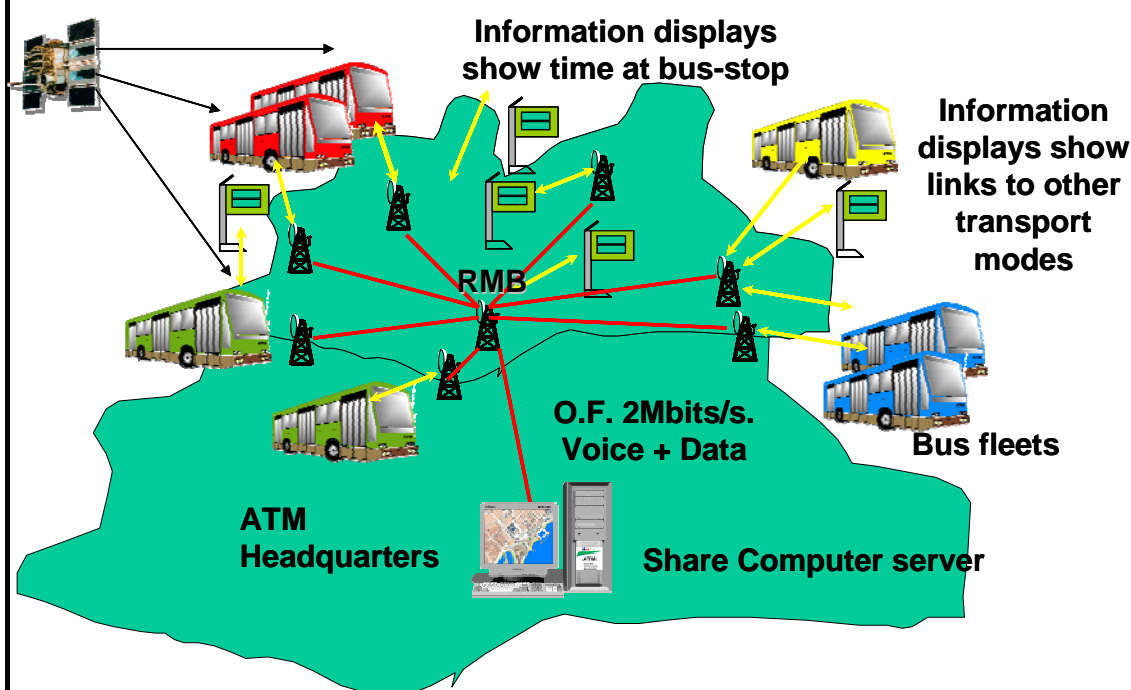 Information displays
show time at bus-stop
Information
displays show
links to other
transport
modes
RMB
O.F. 2Mbits/s.
Voice + Data
Bus fleets
ATM
Headquarters
Share Computer server